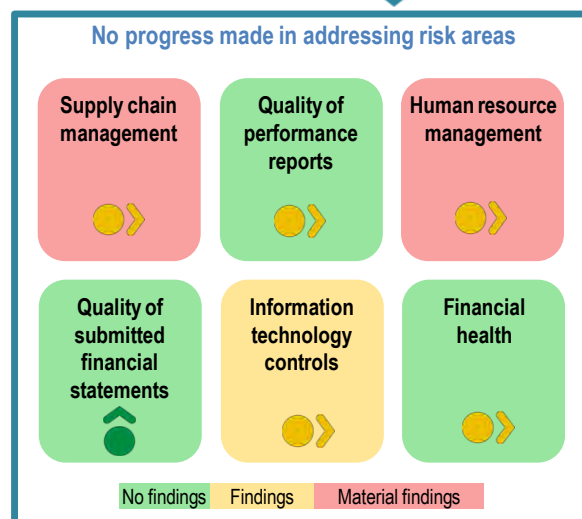 No progress made in addressing risk areas
Supply chain
management
Quality of
performance
reports
Human resource
management
Quality of
submitted
financial
statements
Information
technology
controls
Financial
health
No findings
Findings
Material findings